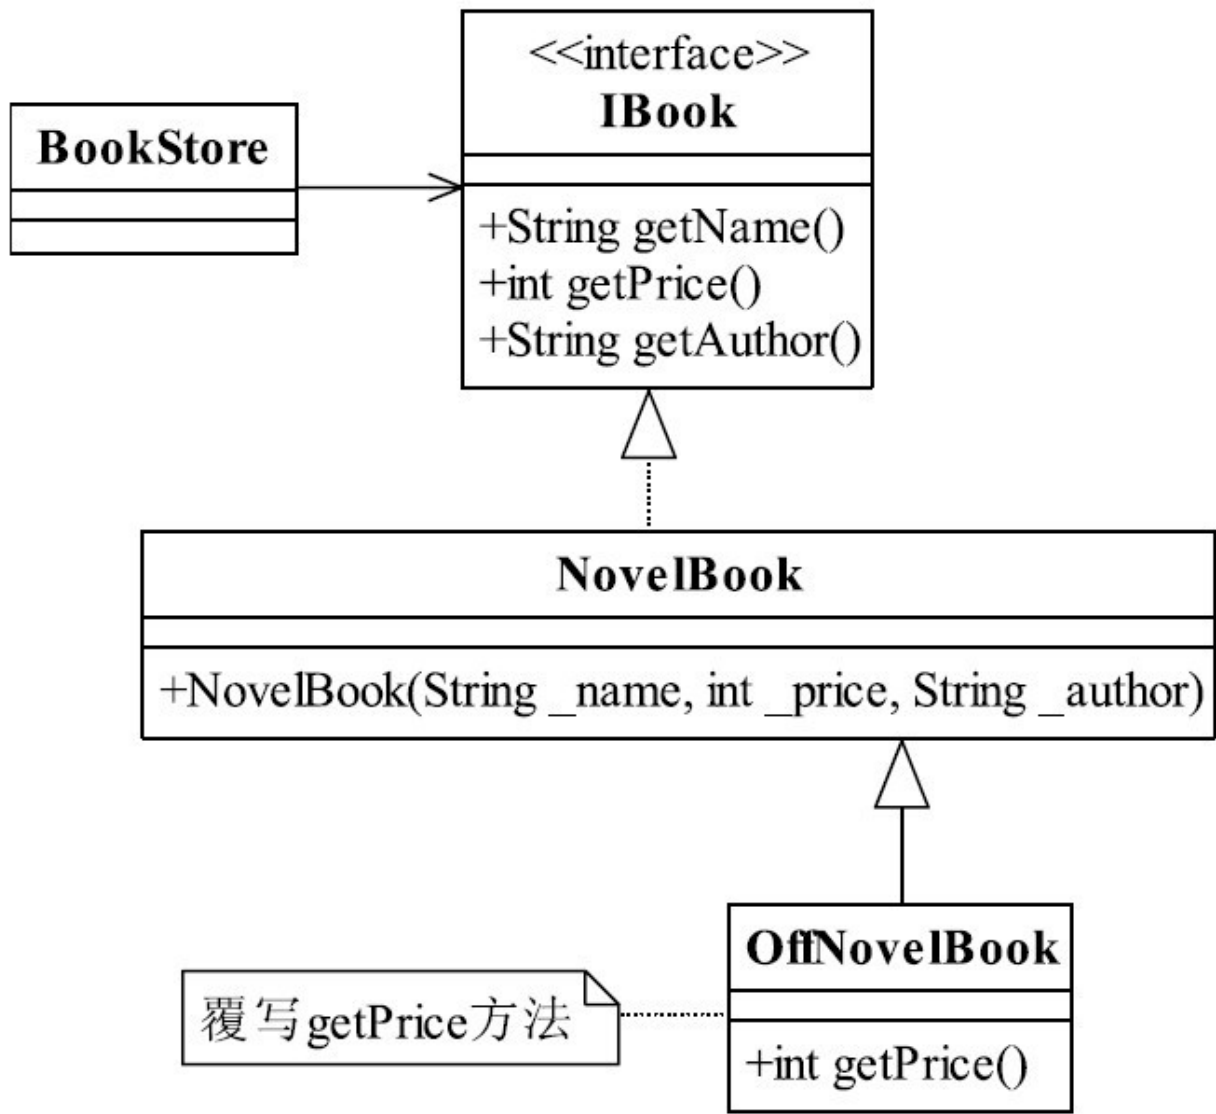 <<interface>>
IBook
BookStore
+String getName()
+int getPrice()
+String getAuthor()
NovelBook
+NovelBook(String _name, int _price, String _author)
OffNovelBook
覆写getPrice方法
+int getPrice()